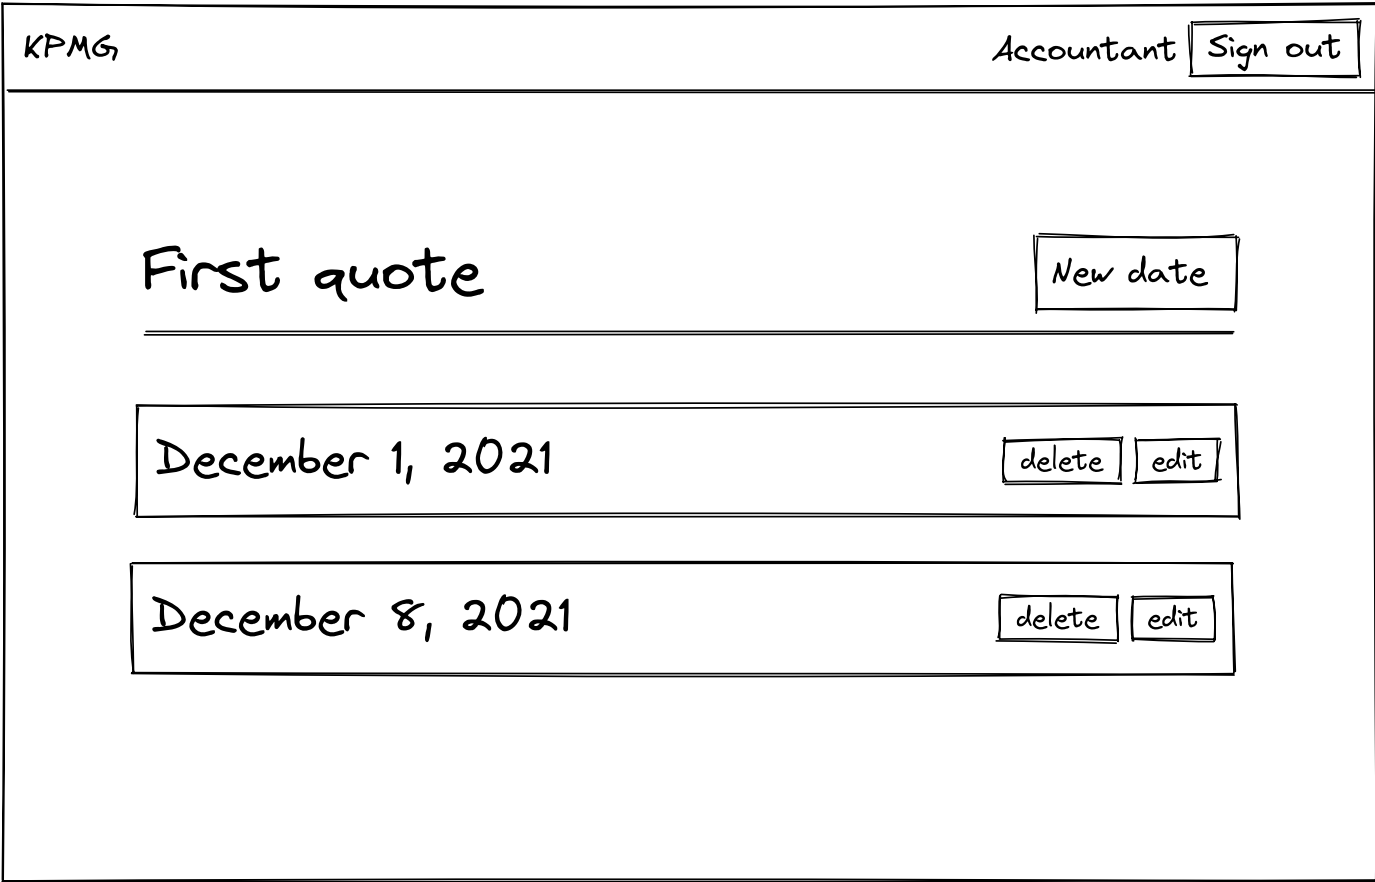 KPMG Accountant Sign out
First quote New date
December 1, 2021 delete edit
December 8, 2021 delete edit